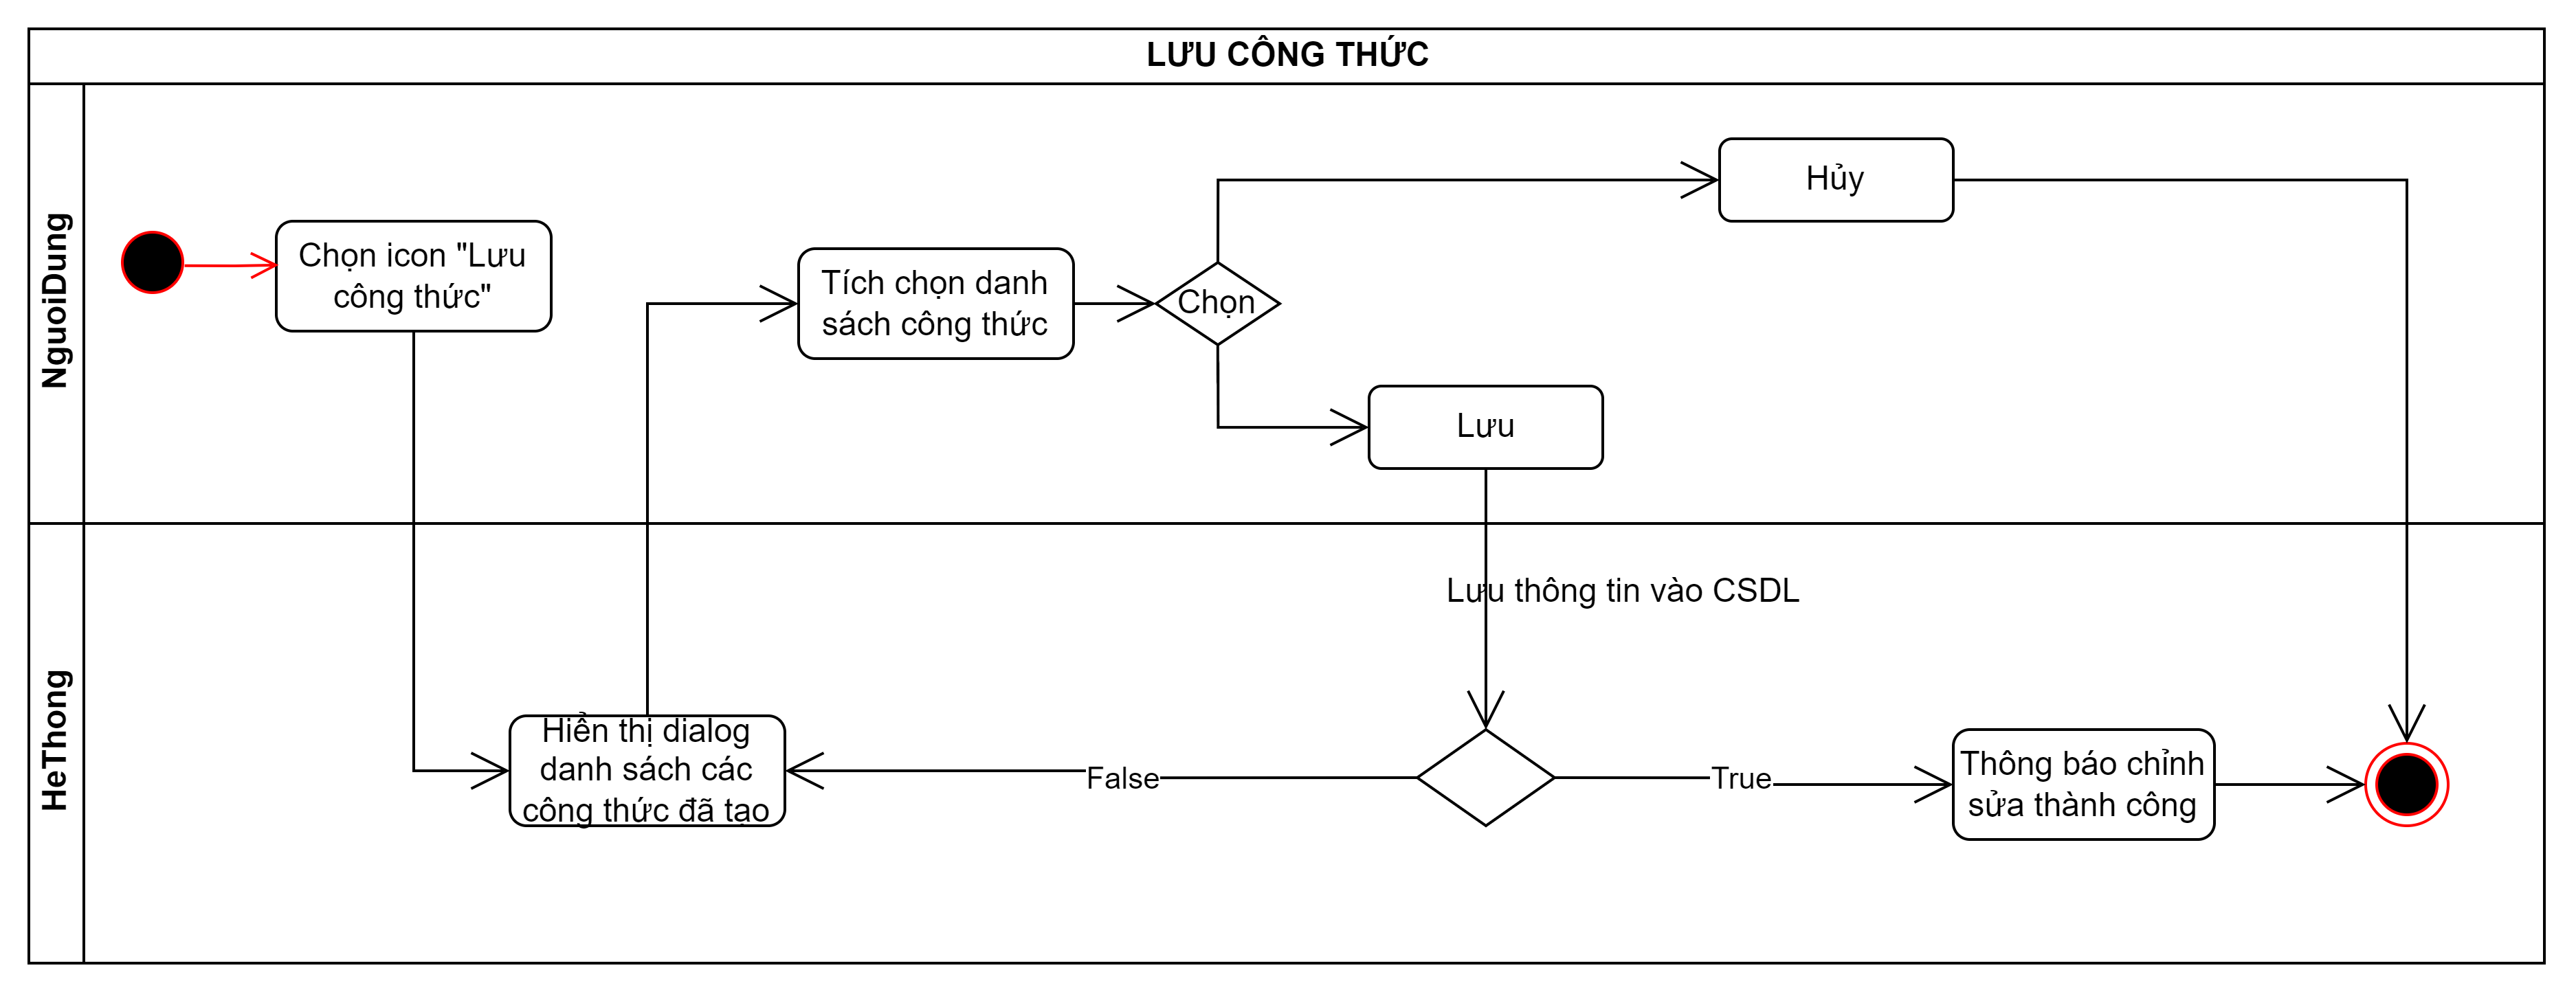 LƯU CÔNG THỨC
NguoiDung
Chọn icon "Lưu
công thức"
Tích chọn danh
sách công thức
Chọn
Hủy
Lưu
HeThong
Lưu thông tin vào CSDL
Hiển thị dialog
danh sách các
công thức đã tạo
False
True
Thông báo chỉnh
sửa thành công